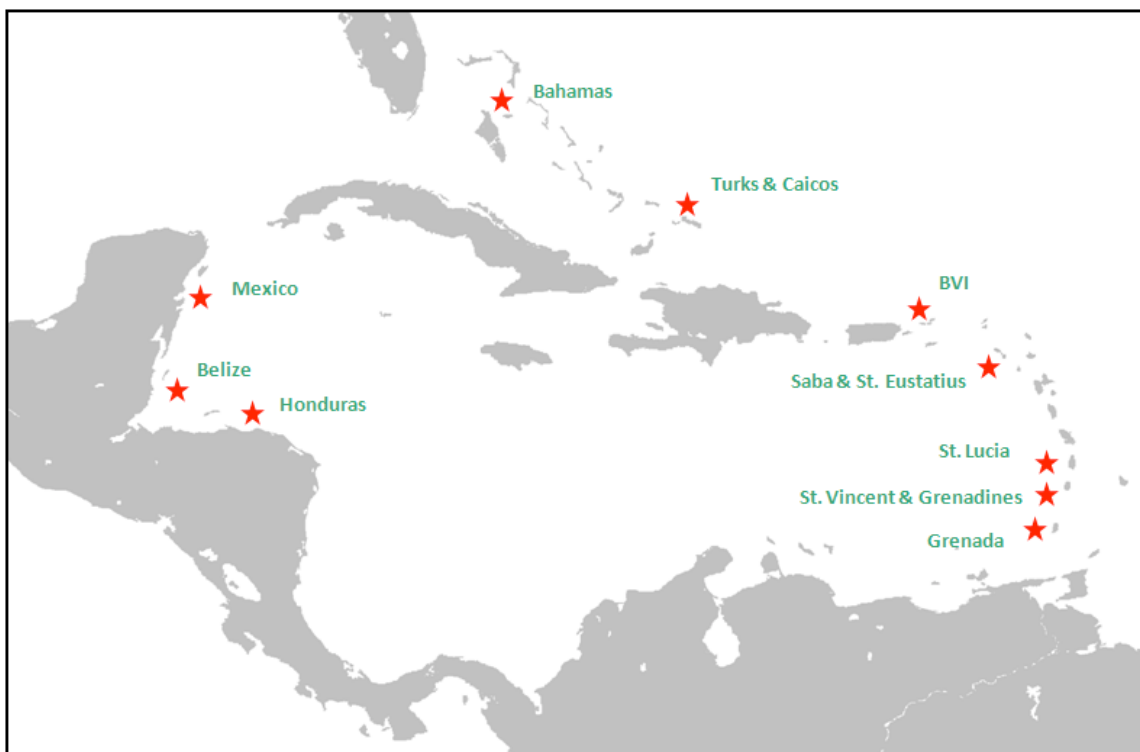 Bahamas
Turks & Caicos
BVI
Mexico
Belize
Saba & St. Eustatius
Honduras
St. Lucia
St. Vincent & Grenadines
Grenada